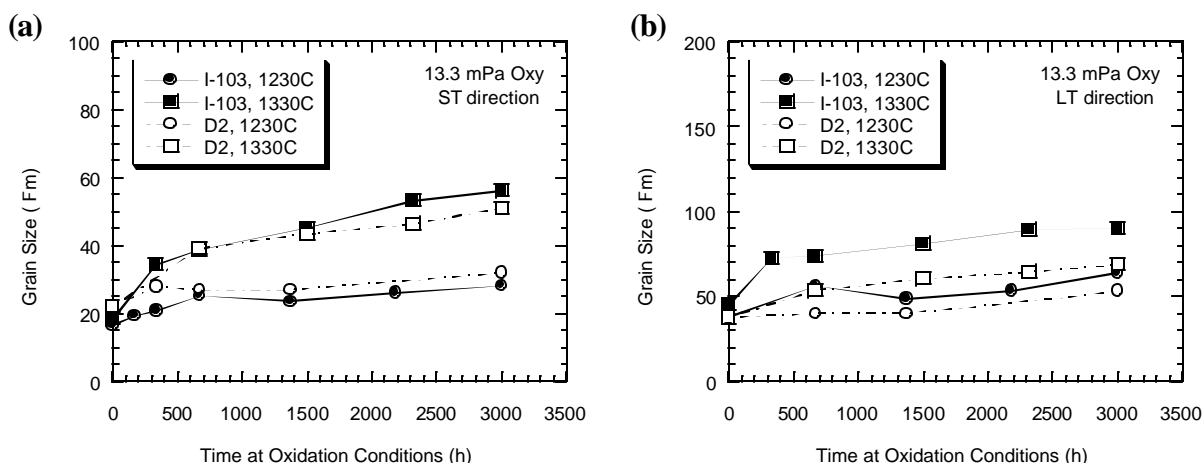 (a)
100
80
60
40
20
0
Grain Size ( Fm)
I-103, 1230C
I-103, 1330C
D2, 1230C
D2, 1330C
13.3 mPa Oxy
ST direction
0 500 1000 1500 2000 2500 3000 3500
Time at Oxidation Conditions (h)
(b)
200
150
100
50
0
Grain Size ( Fm)
I-103, 1230C
I-103, 1330C
D2, 1230C
D2, 1330C
13.3 mPa Oxy
LT direction
0 500 1000 1500 2000 2500 3000 3500
Time at Oxidation Conditions (h)